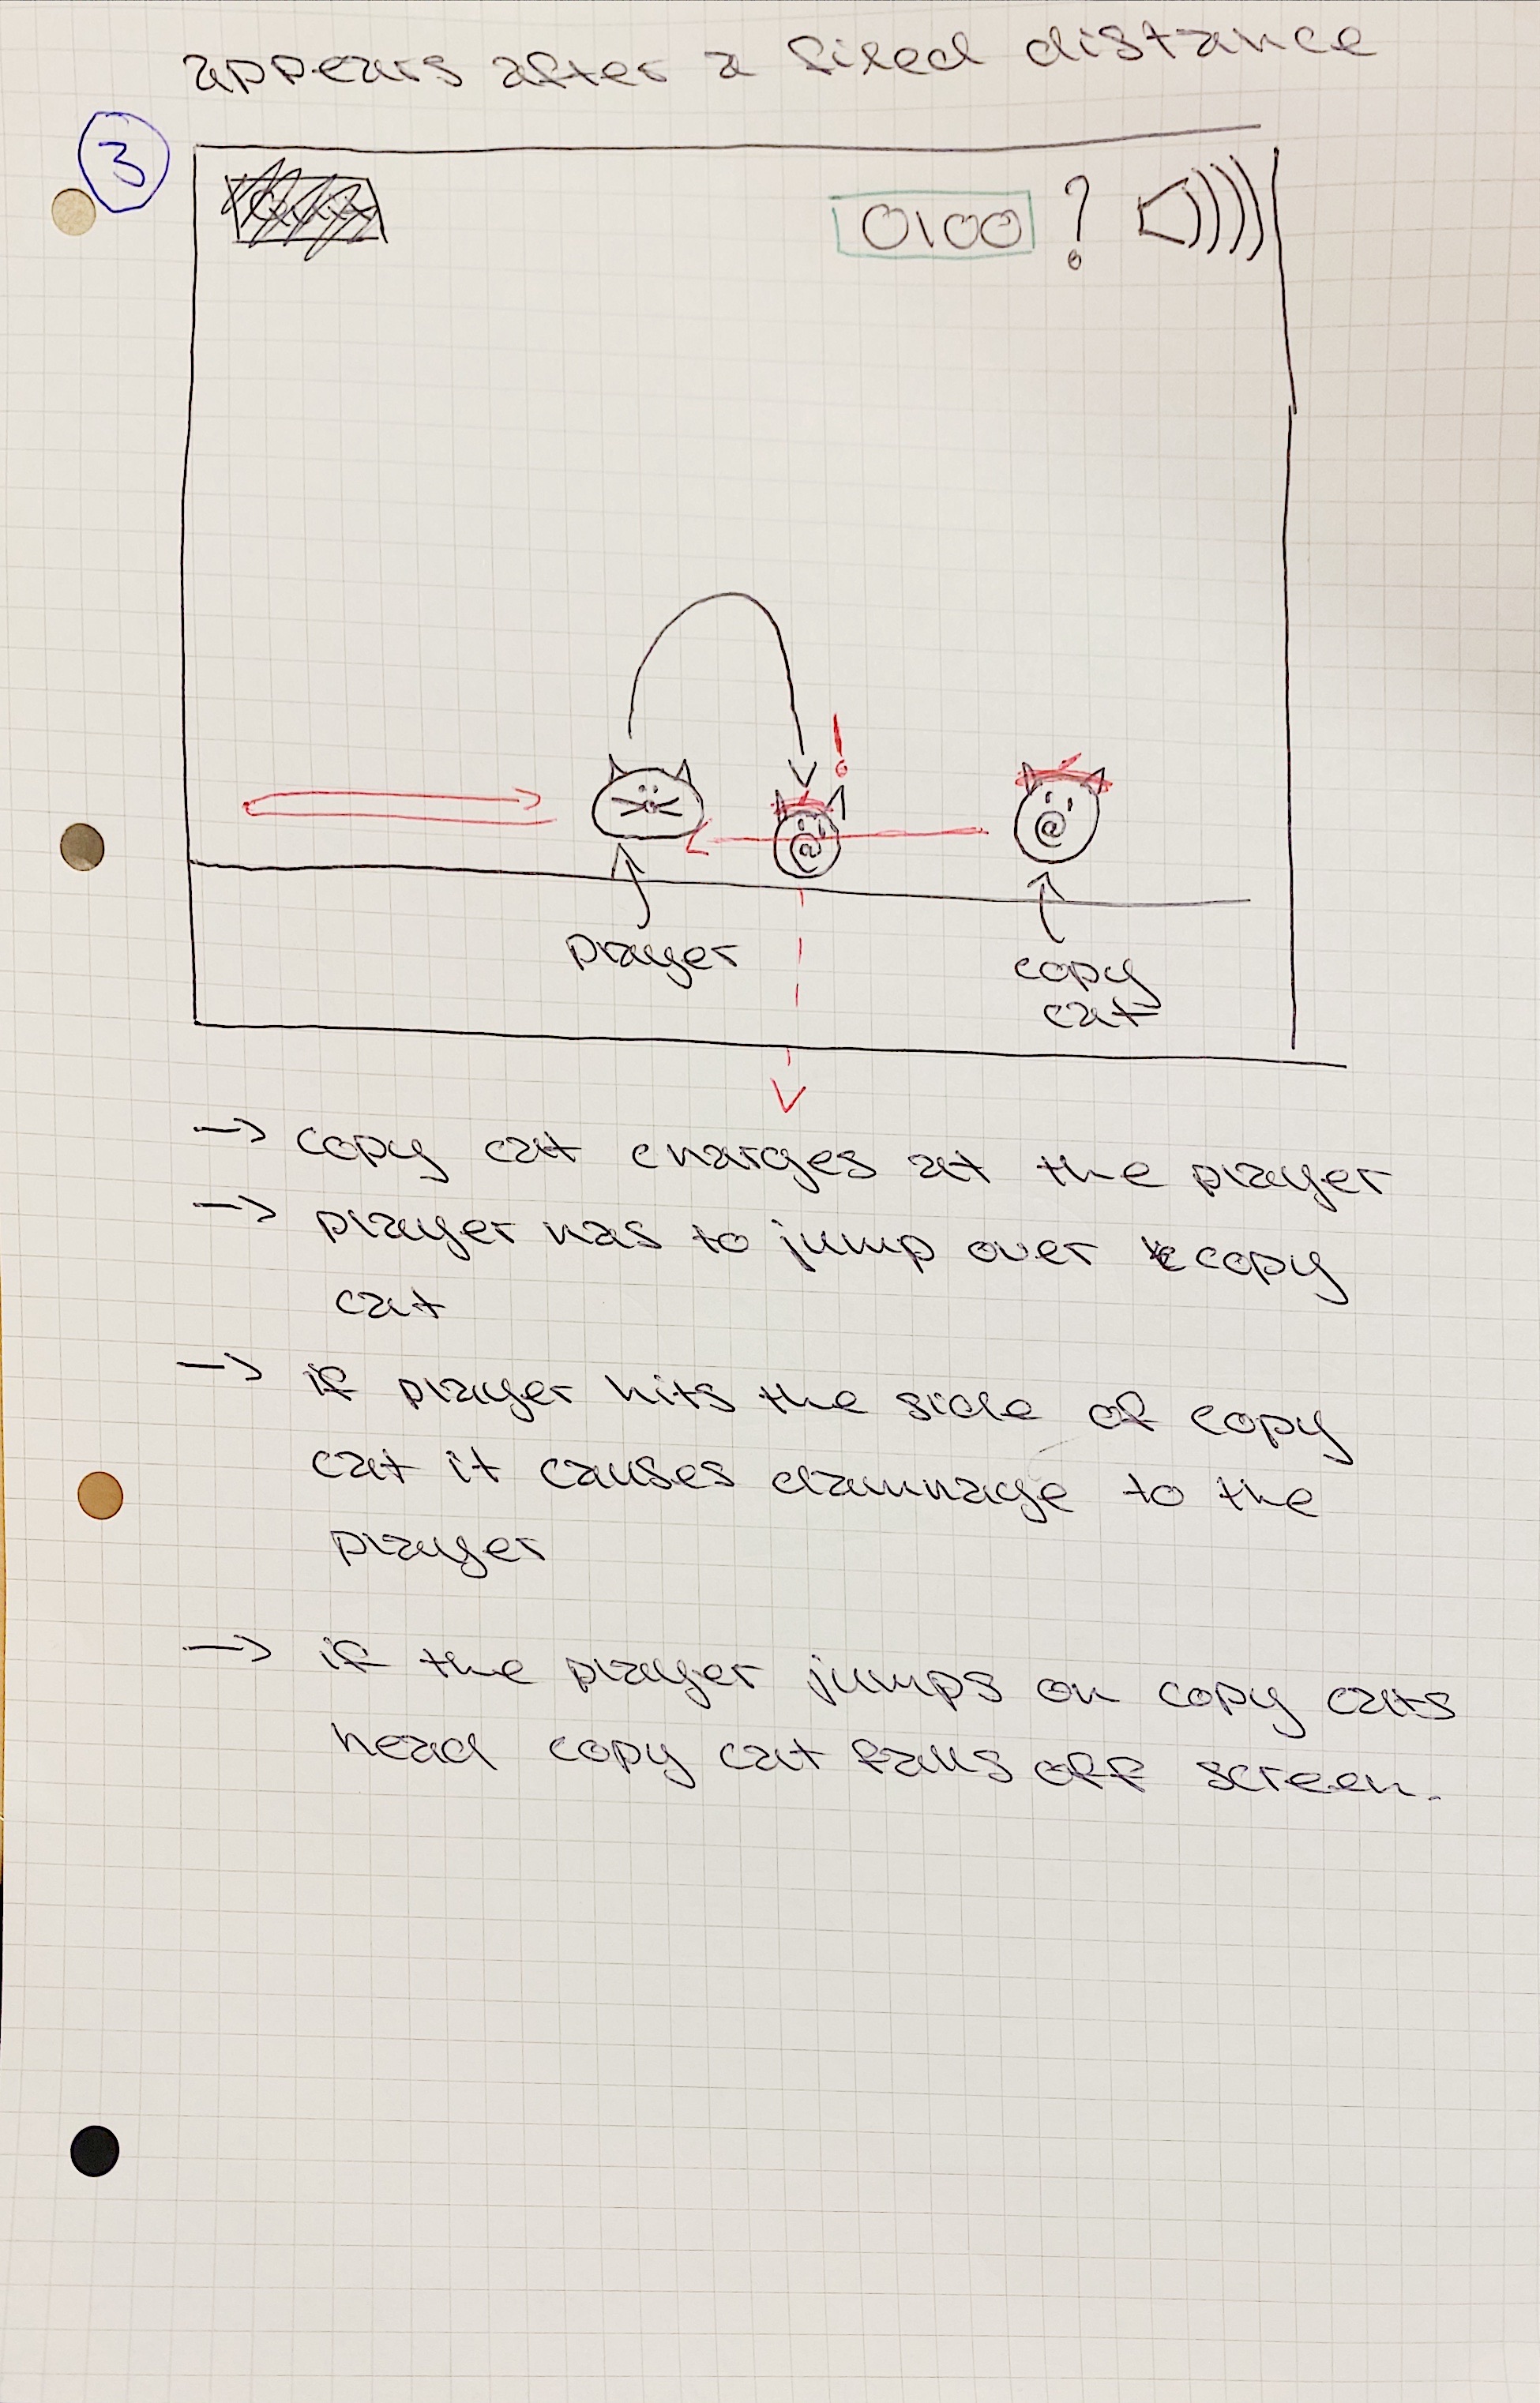 appears after a fixed distance
3
0100 ?
!
player
copy
cat
-> copy cat charges at the player
-> player has to jump over copy
cat
-> if player hits the side of copy
cat it causes dammage to the
player
-> if the player jumps on copy cats
head copy cat falls off screen.